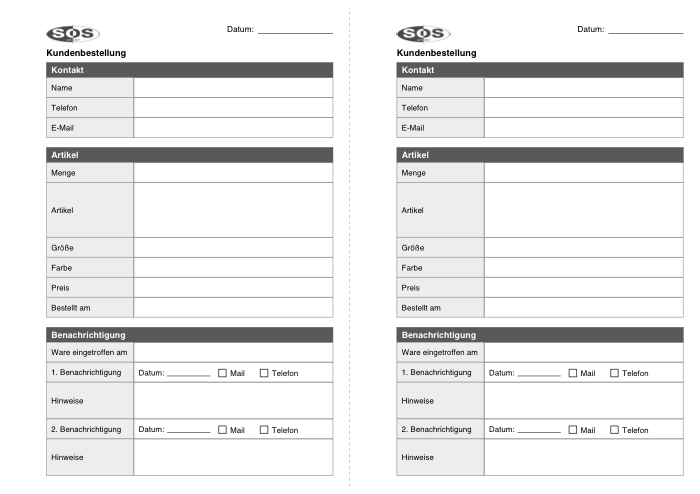 SOS
Datum:
Kundenbestellung
Kontakt
Name
Telefon
E-Mail
Artikel
Menge
Artikel
Größe
Farbe
Preis
Bestellt am
Benachrichtigung
Ware eingetroffen am
1. Benachrichtigung Datum: Mail Telefon
Hinweise
2. Benachrichtigung Datum: Mail Telefon
Hinweise
SOS
Datum:
Kundenbestellung
Kontakt
Name
Telefon
E-Mail
Artikel
Menge
Artikel
Größe
Farbe
Preis
Bestellt am
Benachrichtigung
Ware eingetroffen am
1. Benachrichtigung Datum: Mail Telefon
Hinweise
2. Benachrichtigung Datum: Mail Telefon
Hinweise